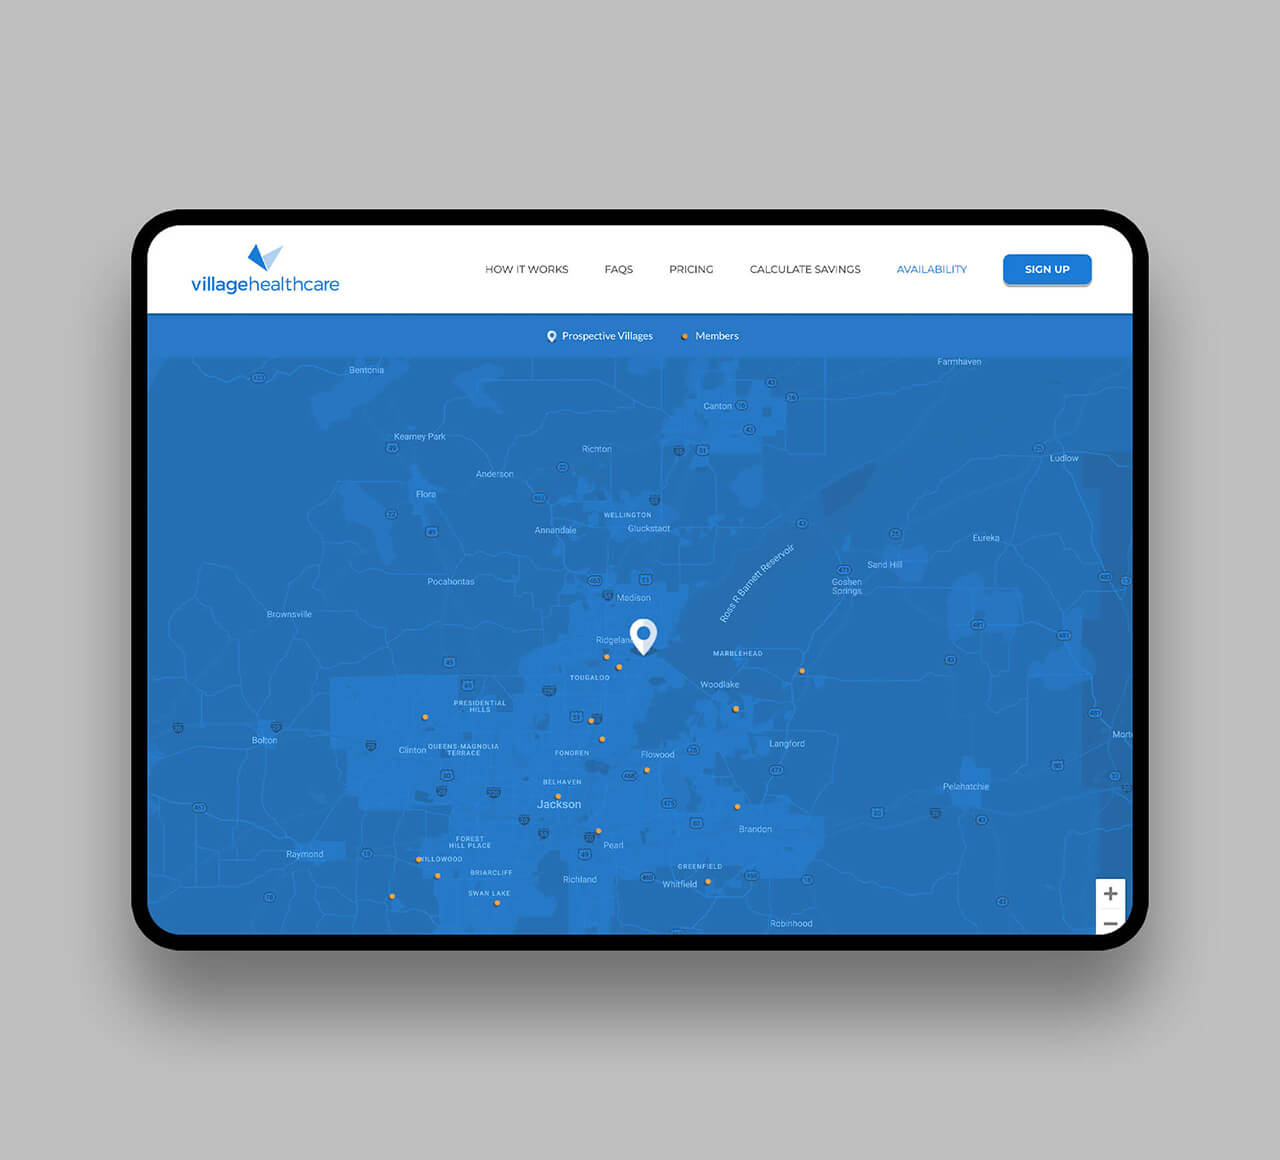 villagehealthcare
HOW IT WORKS
FAQS
PRICING
CALCULATE SAVINGS
AVAILABILITY
SIGN UP
Prospective Villages
Members
Bentonia
Farmhaven
Canton
Kearney Park
Richton
Ludlow
Anderson
Flora
WELLINGTON
Gluckstadt
Annandale
Eureka
Ross R Barnett Reservoir
Sand Hill
Pocahontas
Goshen
Springs
Madison
Brownsville
Ridgeland
MARBLEHEAD
TOUGALOO
Woodlake
PRESIDENTIAL
HILLS
Bolton
Clinton
QUEENS-MAGNOLIA
TERRACE
FONDREN
Flowood
Langford
BELHAVEN
Jackson
Pelahatchie
Brandon
FOREST
HILL PLACE
Pearl
Raymond
WILLOWOOD
GREENFIELD
BRIARCLIFF
Richland
Whitfield
SWAN LAKE
Robinhood